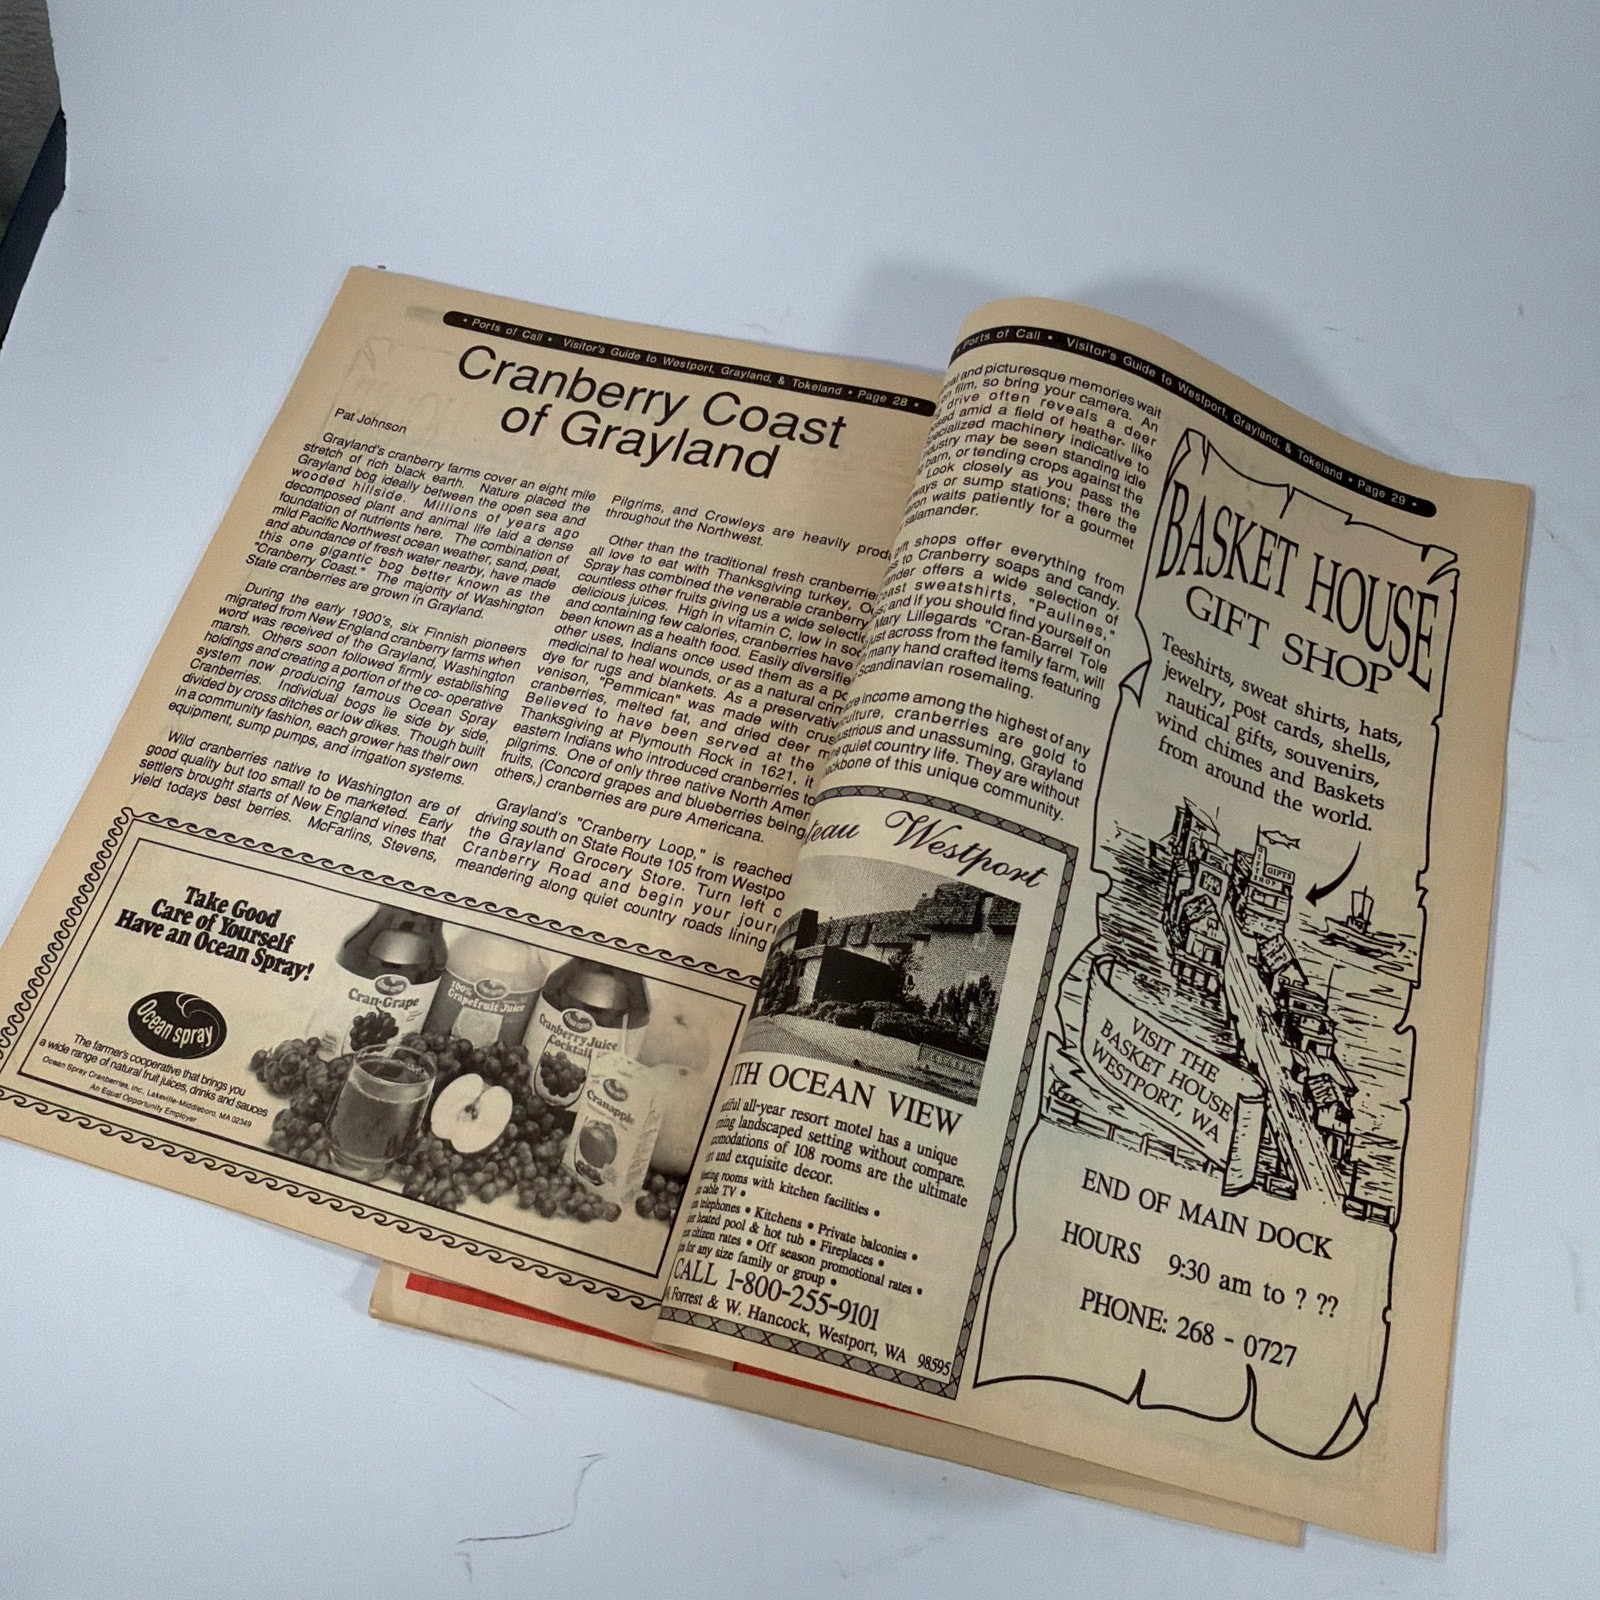 • Ports of Call • Visitor's Guide to Westport, Grayland, & Tokeland • Page 28 •
Cranberry Coast
of Grayland
Pat Johnson
Grayland's cranberry farms cover an eight mile
stretch of rich black earth. Nature placed the
Grayland bog ideally between the open sea and
wooded hillside. Millions of years ago
decomposed plant and animal life laid a dense
foundation of nutrients here. The combination of
mild Pacific Northwest ocean weather, sand, peat,
and abundance of fresh water nearby, have made
this one gigantic bog better known as the
"Cranberry Coast." The majority of Washington
State cranberries are grown in Grayland.
During the early 1900's, six Finnish pioneers
migrated from New England cranberry farms when
word was received of the Grayland, Washington
marsh. Others soon followed firmly establishing
holdings and creating a portion of the co-operative
system now producing famous Ocean Spray
Cranberries. Individual bogs lie side by side,
divided by cross ditches or low dikes. Though built
in a community fashion, each grower has their own
equipment, sump pumps, and irrigation systems.
Wild cranberries native to Washington are of
good quality but too small to be marketed. Early
settlers brought starts of New England vines that
yield todays best berries. McFarlins, Stevens,
Pilgrims, and Crowleys are heavily
throughout the Northwest.
Other than the traditional fresh
all love to eat with Thanksgiving turkey.
Spray has combined the venerable cranberry
countless other fruits giving us a wide
delicious juices. High in vitamin C, low in
and containing few calories, cranberries have
been known as a health food. Easily
other uses, Indians once used them as a
medicinal to heal wounds, or as a natural
dye for rugs and blankets. As a
venison, "Pemmican" was made with
cranberries, melted fat, and dried deer
Believed to have been served at the
Thanksgiving at Plymouth Rock in 1621, it
eastern Indians who introduced cranberries to
pilgrims. One of only three native North
fruits, (Concord grapes and blueberries being
others,) cranberries are pure Americana.
Grayland's "Cranberry Loop," is reached
driving south on State Route 105 from
the Grayland Grocery Store. Turn left
Cranberry Road and begin your
meandering along quiet country roads lining
Take Good
Care of Yourself
Have an Ocean Spray!
Ocean Spray
The farmer's cooperative that brings you
a wide range of natural fruit juices, drinks and sauces
Ocean Spray Cranberries, Inc., Lakeville-Middleboro, MA 02349
An Equal Opportunity Employer
Cran·Grape
100%
Grapefruit Juice
Cranberry Juice
Cocktail
Cranapple
• Ports of Call • Visitor's Guide to Westport, Grayland, & Tokeland • Page 29 •
and picturesque memories wait
on film, so bring your camera. An
drive often reveals a deer
amid a field of heather- like
specialized machinery indicative to
industry may be seen standing idle
barn, or tending crops against the
Look closely as you pass the
or sump stations; there the
waits patiently for a gourmet
salamander.
shops offer everything from
to Cranberry soaps and candy.
offers a wide selection of
sweatshirts, "Paulines,"
and if you should find yourself on
Mary Lillegards "Cran-Barrel Tole
just across from the family farm, will
many hand crafted items featuring
Scandinavian rosemaling.
income among the highest of any
cranberries are gold to
and unassuming, Grayland
quiet country life. They are without
of this unique community.
Westport
OCEAN VIEW
all-year resort motel has a unique
landscaped setting without compare.
of 108 rooms are the ultimate
and exquisite decor.
rooms with kitchen facilities •
cable TV •
telephones • Kitchens • Private balconies •
heated pool & hot tub • Fireplaces •
citizen rates • Off season promotional rates •
for any size family or group •
CALL 1-800-255-9101
Forrest & W. Hancock, Westport, WA 98595
BASKET HOUSE
GIFT SHOP
Teeshirts, sweat shirts, hats,
jewelry, post cards, shells,
nautical gifts, souvenirs,
wind chimes and Baskets
from around the world.
GIFTS
GIFT SHOP
VISIT THE
BASKET HOUSE
WESTPORT, WA
END OF MAIN DOCK
HOURS 9:30 am to ? ??
PHONE: 268 - 0727